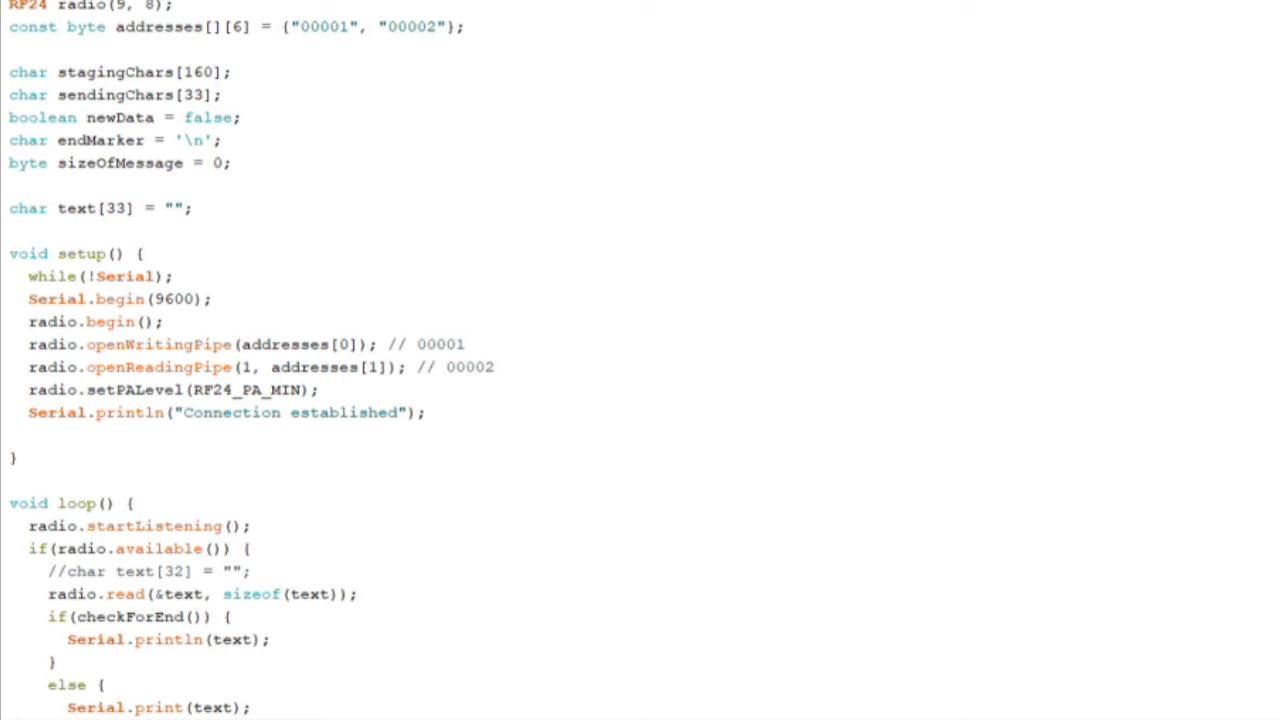 RF24 radio(9, 8);
const byte addresses[][6] = {"00001", "00002"};
char stagingChars[160];
char sendingChars[33];
boolean newData = false;
char endMarker = '\n';
byte sizeOfMessage = 0;
char text[33] = "";
void setup() {
while(!Serial);
Serial.begin(9600);
radio.begin();
radio.openWritingPipe(addresses[0]); // 00001
radio.openReadingPipe(1, addresses[1]); // 00002
radio.setPALevel(RF24_PA_MIN);
Serial.println("Connection established");
}
void loop() {
radio.startListening();
if(radio.available()) {
//char text[32] = "";
radio.read(&text, sizeof(text));
if(checkForEnd()) {
Serial.println(text);
}
else {
Serial.print(text);